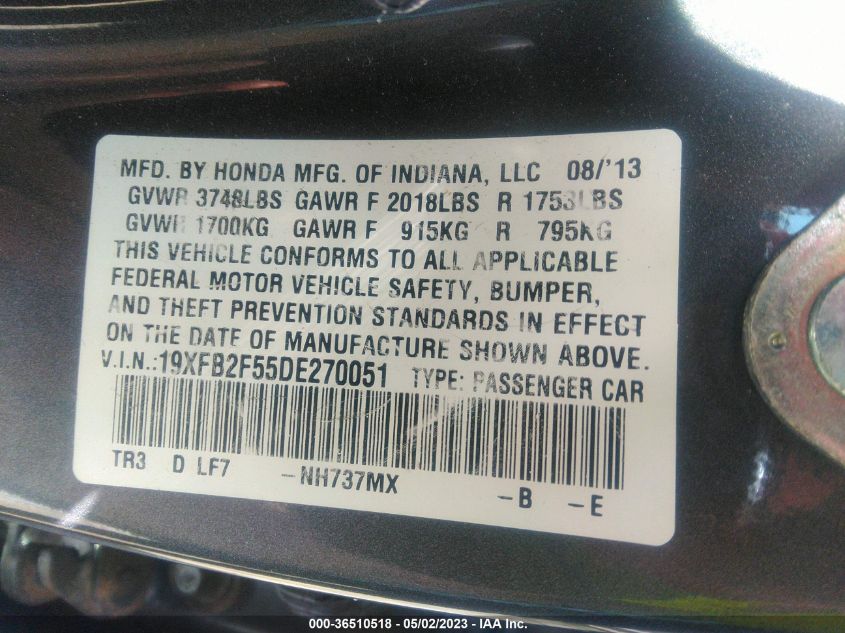 MFD. BY HONDA MFG. OF INDIANA, LLC 08/'13
GVWR 3748LBS GAWR F 2018LBS R 1753LBS
GVWR 1700KG GAWR F 915KG R 795KG
THIS VEHICLE CONFORMS TO ALL APPLICABLE
FEDERAL MOTOR VEHICLE SAFETY, BUMPER,
AND THEFT PREVENTION STANDARDS IN EFFECT
ON THE DATE OF MANUFACTURE SHOWN ABOVE.
V.I.N.:19XFB2F55DE270051 TYPE: PASSENGER CAR
TR3 D LF7 -NH737MX -B -E
000-36510518 - 05/02/2023 - IAA Inc.